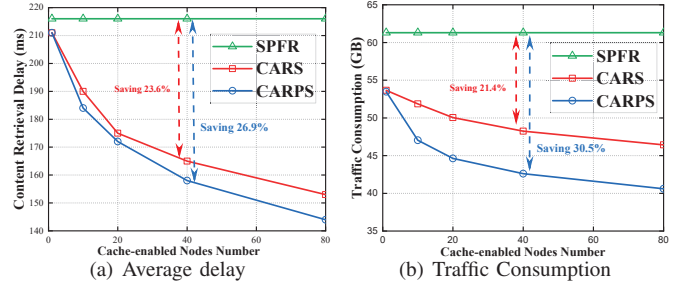 220
210
200
190
180
170
160
150
140
Content Retrieval Delay (ms)
SPFR
CARS
CARPS
Saving 23.6%
Saving 26.9%
0
20
40
60
80
Cache-enabled Nodes Number
(a) Average delay
65
60
55
50
45
40
35
Traffic Consumption (GB)
SPFR
CARS
CARPS
Saving 21.4%
Saving 30.5%
0
20
40
60
80
Cache-enabled Nodes Number
(b) Traffic Consumption